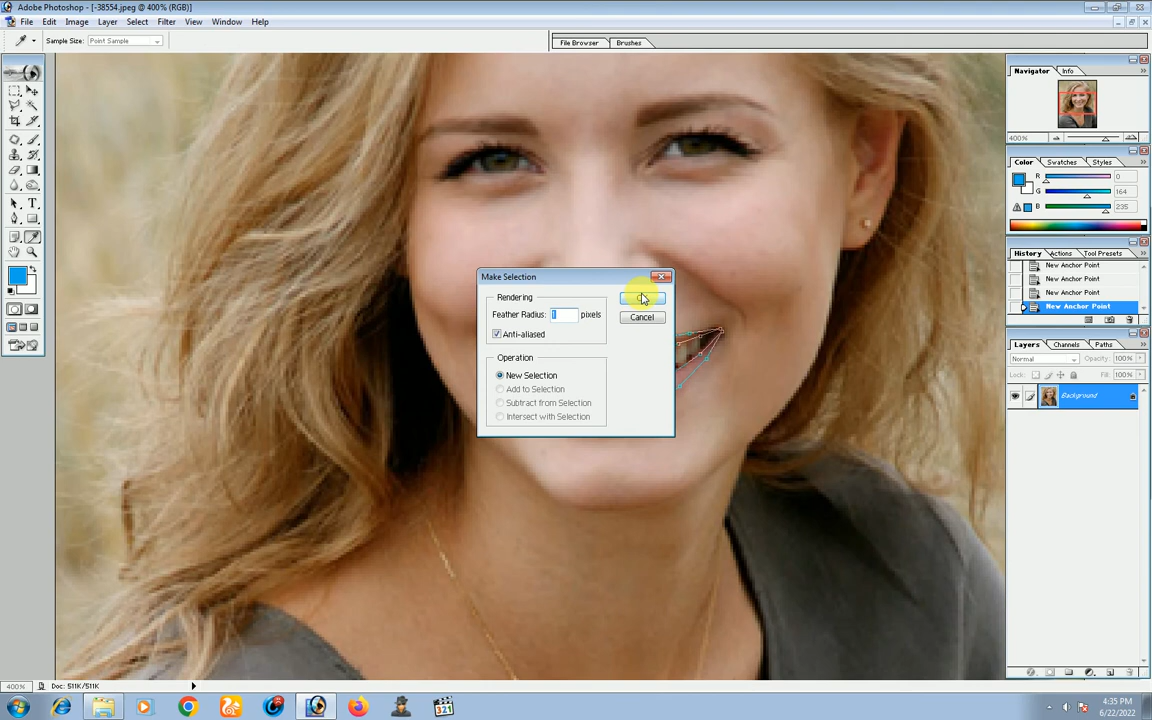 Adobe Photoshop - [-38554.jpeg @ 400% (RGB)]
File Edit Image Layer Select Filter View Window Help
Sample Size: Point Sample
File Browser Brushes
Navigator Info
400%
Color Swatches Styles
R 0
G 164
B 235
History Actions Tool Presets
New Anchor Point
New Anchor Point
New Anchor Point
New Anchor Point
Layers Channels Paths
Normal Opacity: 100%
Lock: Fill: 100%
Background
Make Selection
Rendering
Feather Radius: 1 pixels
Anti-aliased
Cancel
Operation
New Selection
Add to Selection
Subtract from Selection
Intersect with Selection
400% Doc: 511K/511K
321
4:35 PM
6/22/2022